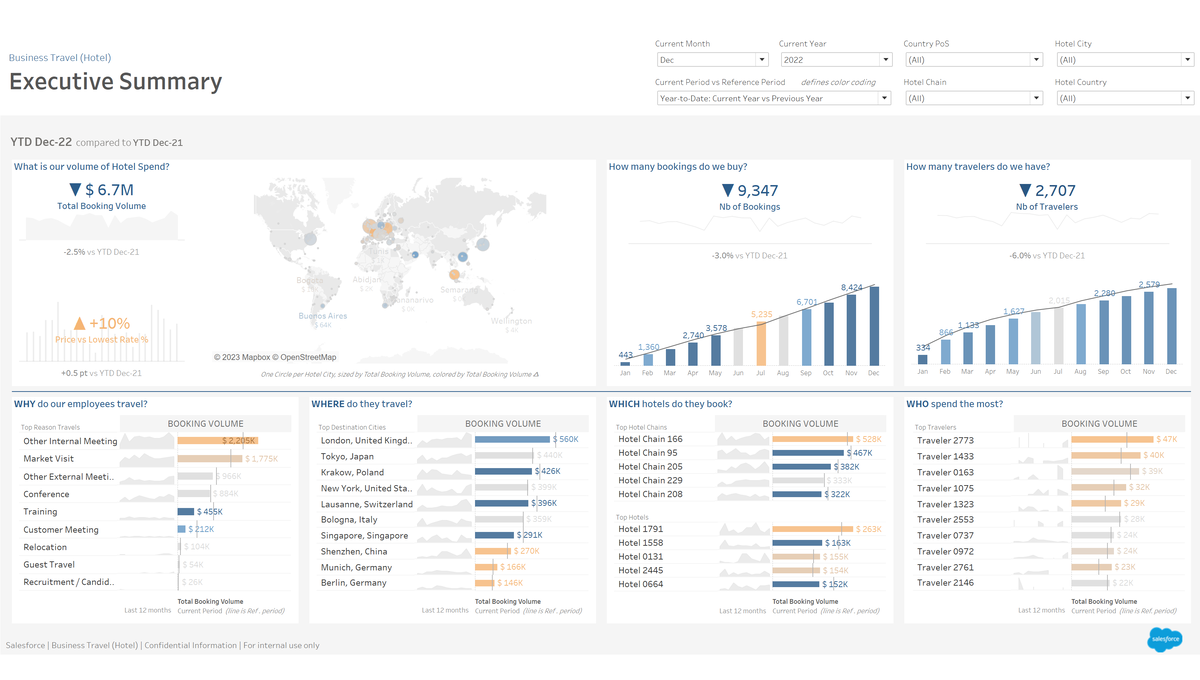 Business Travel (Hotel)
Executive Summary
Current Month
Current Year
Country PoS
Hotel City
Dec
2022
(All)
(All)
Current Period vs Reference Period defines color coding
Hotel Chain
Hotel Country
Year-to-Date: Current Year vs Previous Year
(All)
(All)
YTD Dec-22 compared to YTD Dec-21
What is our volume of Hotel Spend?
▼ $ 6.7M
Total Booking Volume
-2.5% vs YTD Dec-21
▲ +10%
Price vs Lowest Rate %
+0.5 pt vs YTD Dec-21
Tunis
Bogota
Abidjan
$ 2K
Antananarivo
$ 0K
Buenos Aires
$ 64K
Wellington
$ 4K
© 2023 Mapbox © OpenStreetMap
One Circle per Hotel City, sized by Total Booking Volume, colored by Total Booking Volume Δ
How many bookings do we buy?
▼ 9,347
Nb of Bookings
-3.0% vs YTD Dec-21
443
1,360
2,740
3,578
5,235
6,701
8,424
Jan Feb Mar Apr May Jun Jul Aug Sep Oct Nov Dec
How many travelers do we have?
▼ 2,707
Nb of Travelers
-6.0% vs YTD Dec-21
334
866
1,133
1,627
2,015
2,280
2,579
Jan Feb Mar Apr May Jun Jul Aug Sep Oct Nov Dec
WHY do our employees travel?
Top Reason Travels
BOOKING VOLUME
Other Internal Meeting $ 2,205K
Market Visit $ 1,775K
Other External Meeti.. $ 966K
Conference $ 884K
Training $ 455K
Customer Meeting $ 212K
Relocation $ 104K
Guest Travel $ 54K
Recruitment / Candid.. $ 26K
Total Booking Volume
Last 12 months Current Period (line is Ref. period)
WHERE do they travel?
Top Destination Cities
BOOKING VOLUME
London, United Kingd.. $ 560K
Tokyo, Japan $ 440K
Krakow, Poland $ 426K
New York, United Sta.. $ 399K
Lausanne, Switzerland $ 396K
Bologna, Italy $ 359K
Singapore, Singapore $ 291K
Shenzhen, China $ 270K
Munich, Germany $ 166K
Berlin, Germany $ 146K
Total Booking Volume
Last 12 months Current Period (line is Ref. period)
WHICH hotels do they book?
Top Hotel Chains
BOOKING VOLUME
Hotel Chain 166 $ 528K
Hotel Chain 95 $ 467K
Hotel Chain 205 $ 382K
Hotel Chain 229 $ 333K
Hotel Chain 208 $ 322K
Top Hotels
Hotel 1791 $ 263K
Hotel 1558 $ 163K
Hotel 0131 $ 155K
Hotel 2445 $ 154K
Hotel 0664 $ 152K
Total Booking Volume
Last 12 months Current Period (line is Ref. period)
WHO spend the most?
Top Travelers
BOOKING VOLUME
Traveler 2773 $ 47K
Traveler 1433 $ 40K
Traveler 0163 $ 39K
Traveler 1075 $ 32K
Traveler 1323 $ 29K
Traveler 2553 $ 28K
Traveler 0737 $ 24K
Traveler 0972 $ 24K
Traveler 2761 $ 23K
Traveler 2146 $ 22K
Total Booking Volume
Last 12 months Current Period (line is Ref. period)
Salesforce | Business Travel (Hotel) | Confidential Information | For internal use only
salesforce